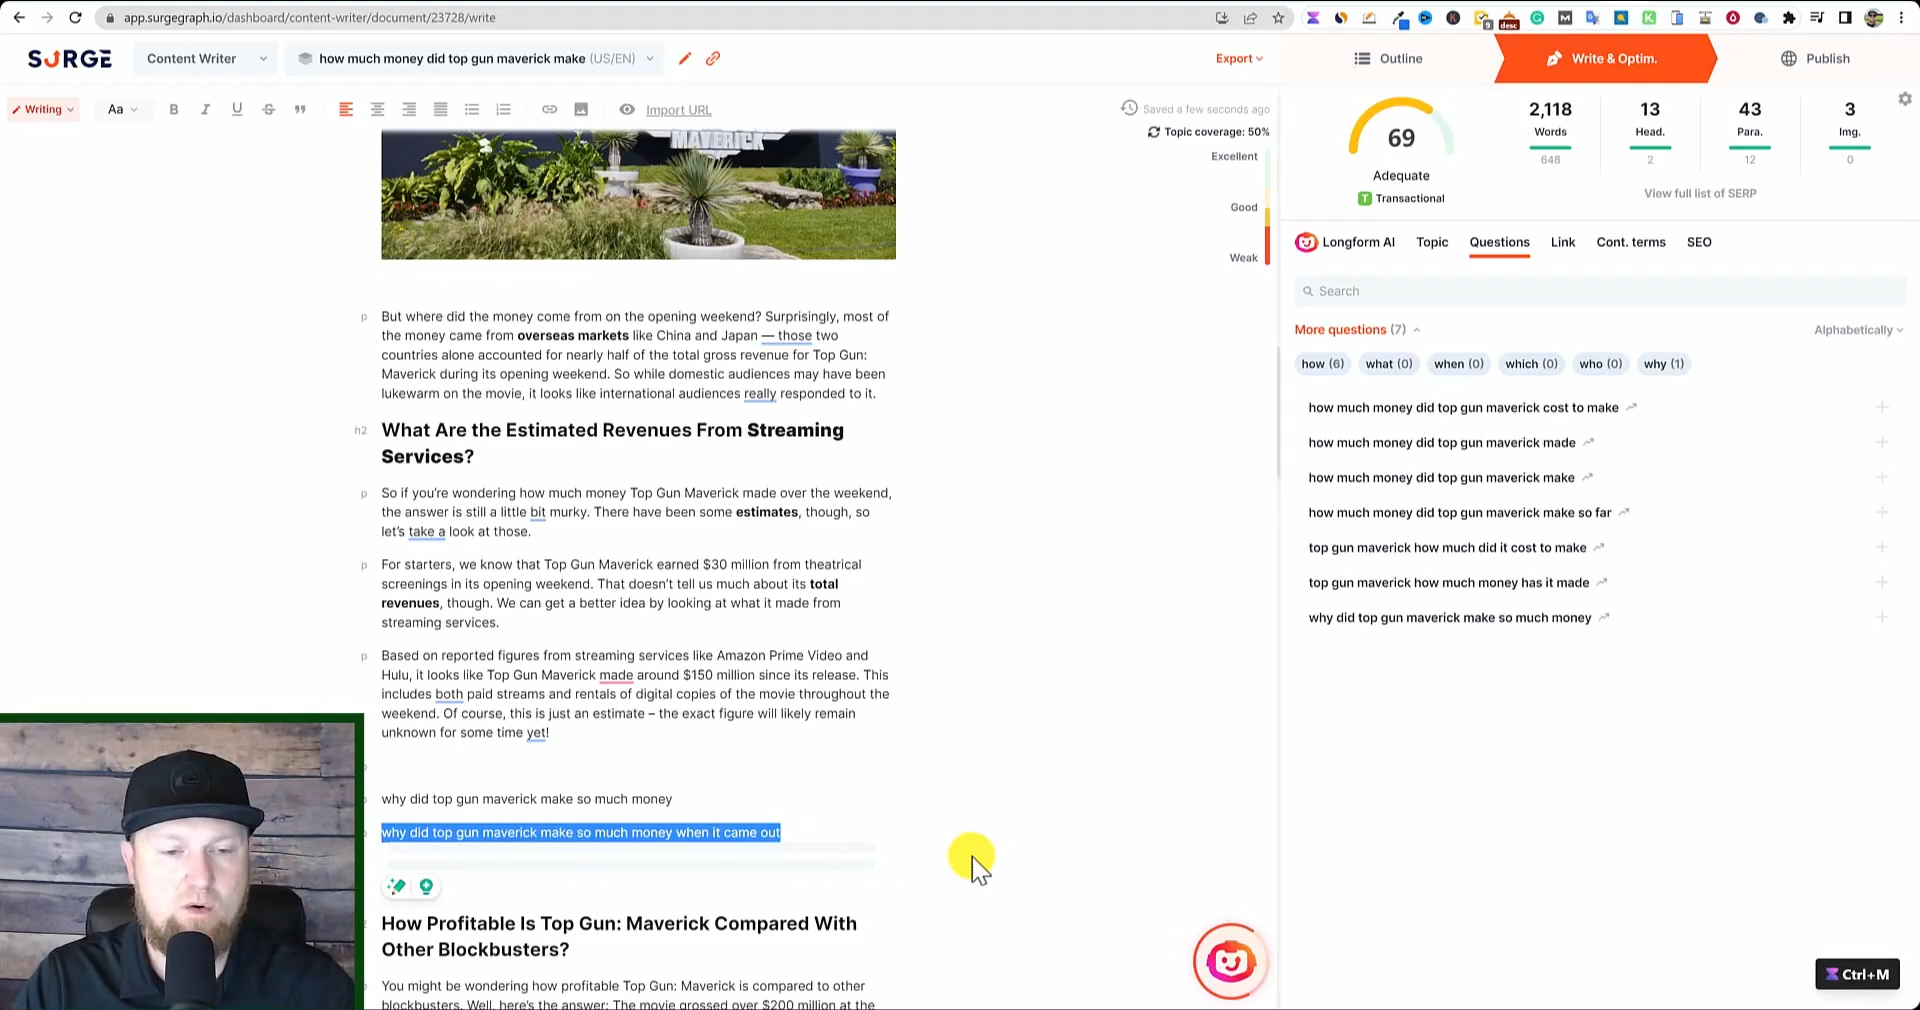 app.surgegraph.io/dashboard/content-writer/document/23728/write
desc
9
SURGE
Content Writer
how much money did top gun maverick make (US/EN)
Export
Outline
Write & Optim.
Publish
Writing
Aa
B
I
U
S
Import URL
Saved a few seconds ago
Topic coverage: 50%
Excellent
Good
Weak
MAVERICK
p
But where did the money come from on the opening weekend? Surprisingly, most of
the money came from overseas markets like China and Japan — those two
countries alone accounted for nearly half of the total gross revenue for Top Gun:
Maverick during its opening weekend. So while domestic audiences may have been
lukewarm on the movie, it looks like international audiences really responded to it.
h2
What Are the Estimated Revenues From Streaming
Services?
p
So if you're wondering how much money Top Gun Maverick made over the weekend,
the answer is still a little bit murky. There have been some estimates, though, so
let's take a look at those.
p
For starters, we know that Top Gun Maverick earned $30 million from theatrical
screenings in its opening weekend. That doesn't tell us much about its total
revenues, though. We can get a better idea by looking at what it made from
streaming services.
p
Based on reported figures from streaming services like Amazon Prime Video and
Hulu, it looks like Top Gun Maverick made around $150 million since its release. This
includes both paid streams and rentals of digital copies of the movie throughout the
weekend. Of course, this is just an estimate – the exact figure will likely remain
unknown for some time yet!
why did top gun maverick make so much money
why did top gun maverick make so much money when it came out
How Profitable Is Top Gun: Maverick Compared With
Other Blockbusters?
You might be wondering how profitable Top Gun: Maverick is compared to other
blockbusters. Well, here's the answer: The movie grossed over $200 million at the
69
Adequate
T Transactional
2,118
Words
648
13
Head.
2
43
Para.
12
3
Img.
0
View full list of SERP
Longform AI
Topic
Questions
Link
Cont. terms
SEO
Search
More questions (7)
Alphabetically
how (6)
what (0)
when (0)
which (0)
who (0)
why (1)
how much money did top gun maverick cost to make
how much money did top gun maverick made
how much money did top gun maverick make
how much money did top gun maverick make so far
top gun maverick how much did it cost to make
top gun maverick how much money has it made
why did top gun maverick make so much money
Ctrl+M